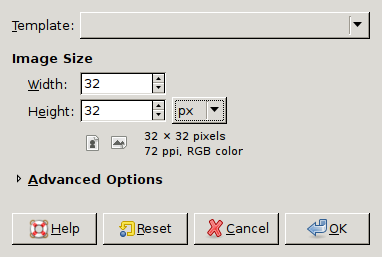 Template:
Image Size
Width: 32
Height: 32 px
32 × 32 pixels
72 ppi, RGB color
Advanced Options
Help Reset Cancel OK